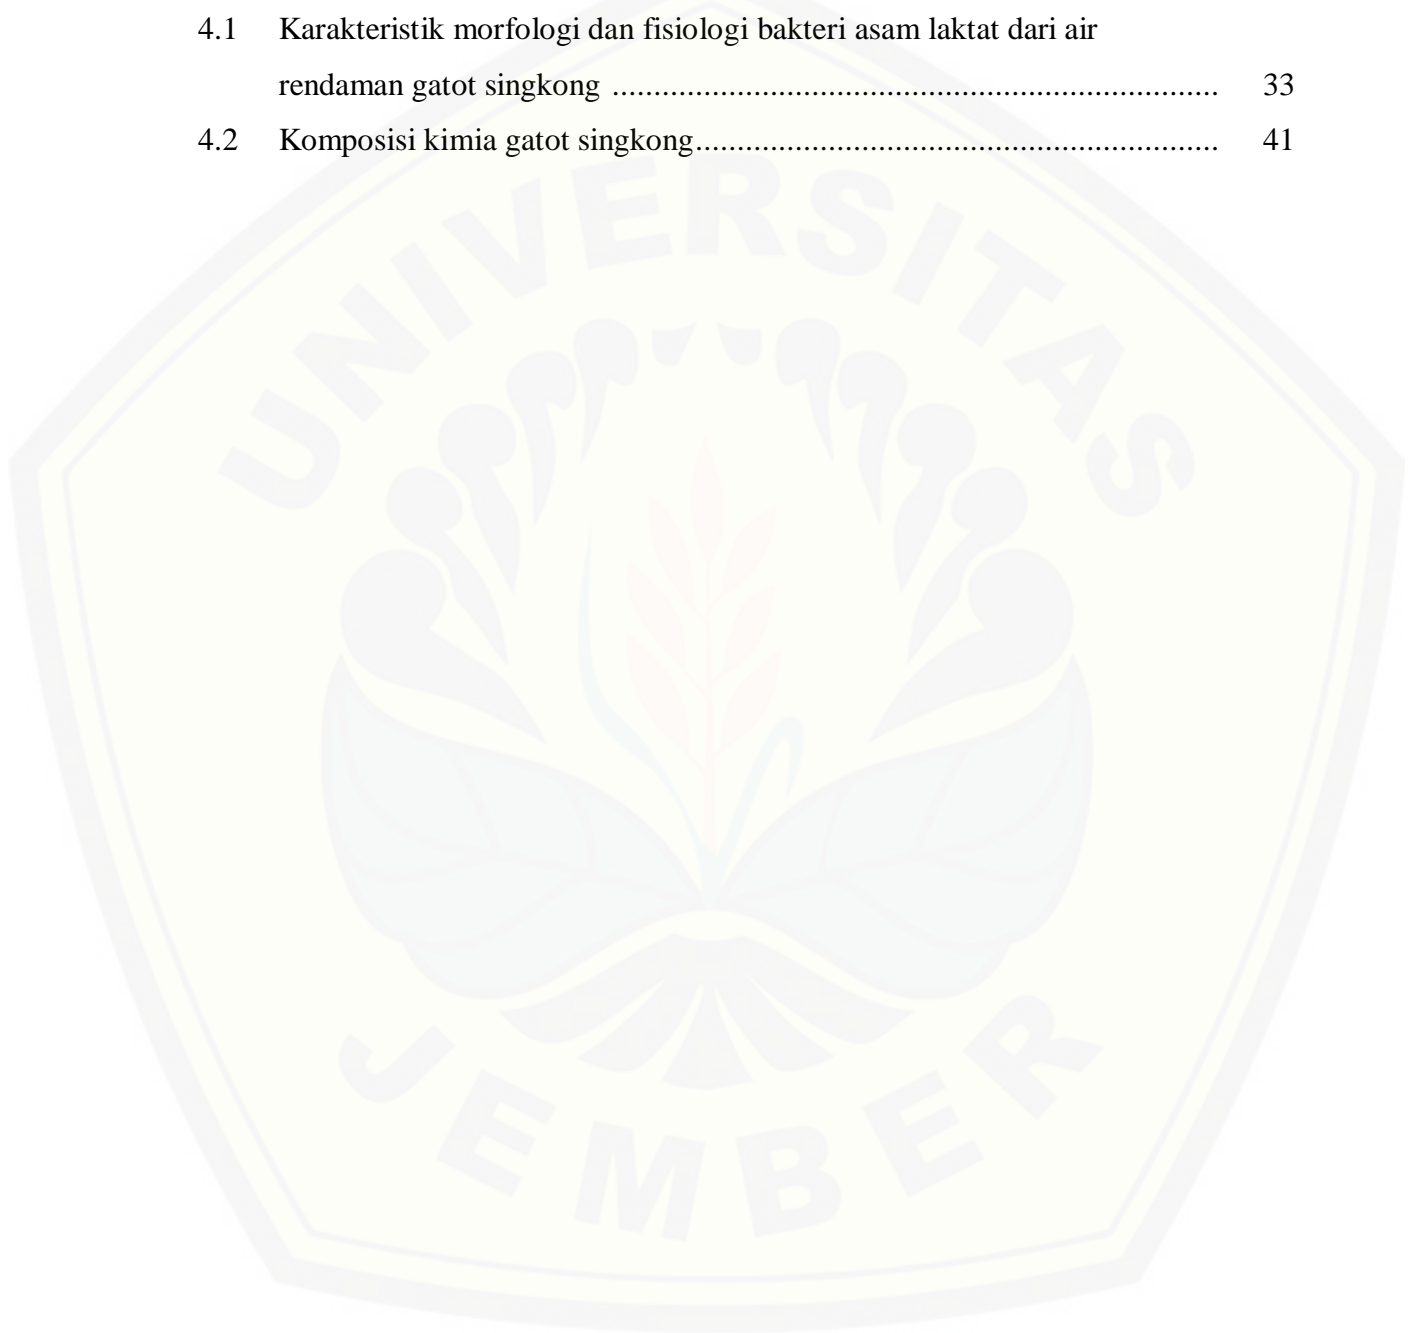 4.1 Karakteristik morfologi dan fisiologi bakteri asam laktat dari air
rendaman gatot singkong ........................................................................ 33
4.2 Komposisi kimia gatot singkong.............................................................. 41
UNIVERSITAS
JEMBER